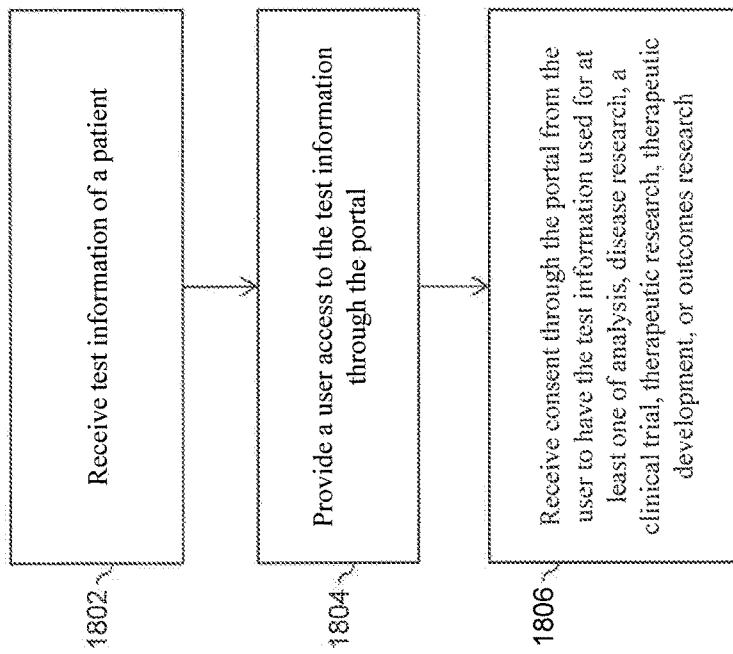 1802
Receive test information of a patient
1804
Provide a user access to the test information
through the portal
1806
Receive consent through the portal from the
user to have the test information used for at
least one of analysis, disease research, a
clinical trial, therapeutic research, therapeutic
development, or outcomes research